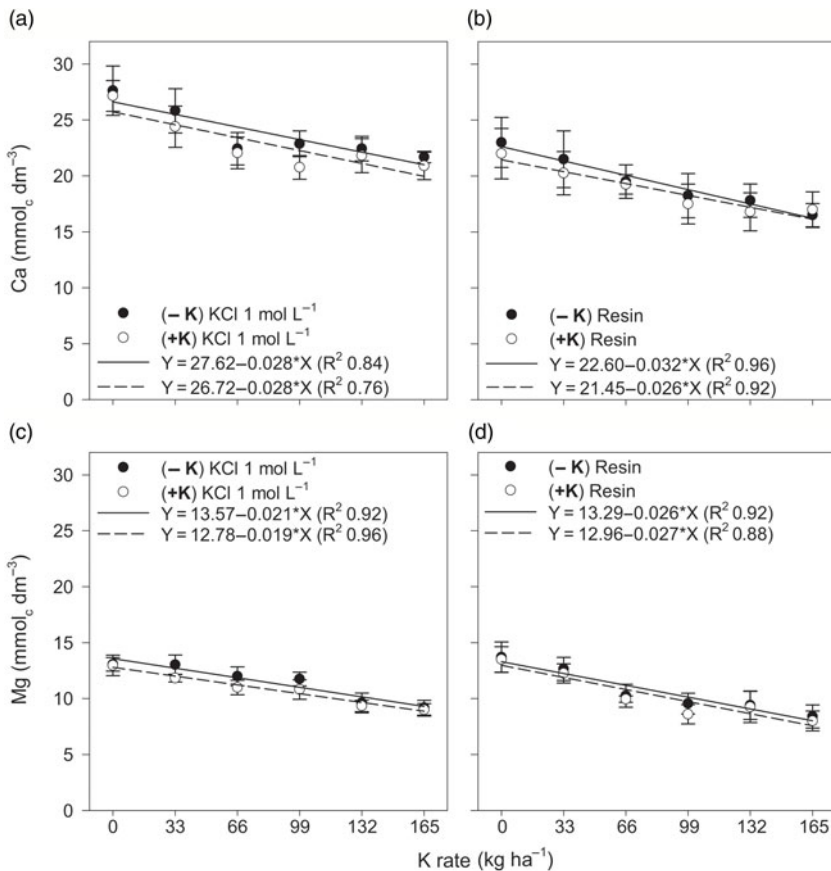 (a)
(b)
30
25
20
15
10
5
0
Ca (mmolc dm−3)
(– K) KCl 1 mol L−1
(+K) KCl 1 mol L−1
Y = 27.62–0.028*X (R2 0.84)
Y = 26.72–0.028*X (R2 0.76)
(– K) Resin
(+K) Resin
Y = 22.60–0.032*X (R2 0.96)
Y = 21.45–0.026*X (R2 0.92)
(c)
(d)
30
25
20
15
10
5
0
Mg (mmolc dm−3)
(– K) KCl 1 mol L−1
(+K) KCl 1 mol L−1
Y = 13.57–0.021*X (R2 0.92)
Y = 12.78–0.019*X (R2 0.96)
(– K) Resin
(+K) Resin
Y = 13.29–0.026*X (R2 0.92)
Y = 12.96–0.027*X (R2 0.88)
0 33 66 99 132 165
0 33 66 99 132 165
K rate (kg ha−1)